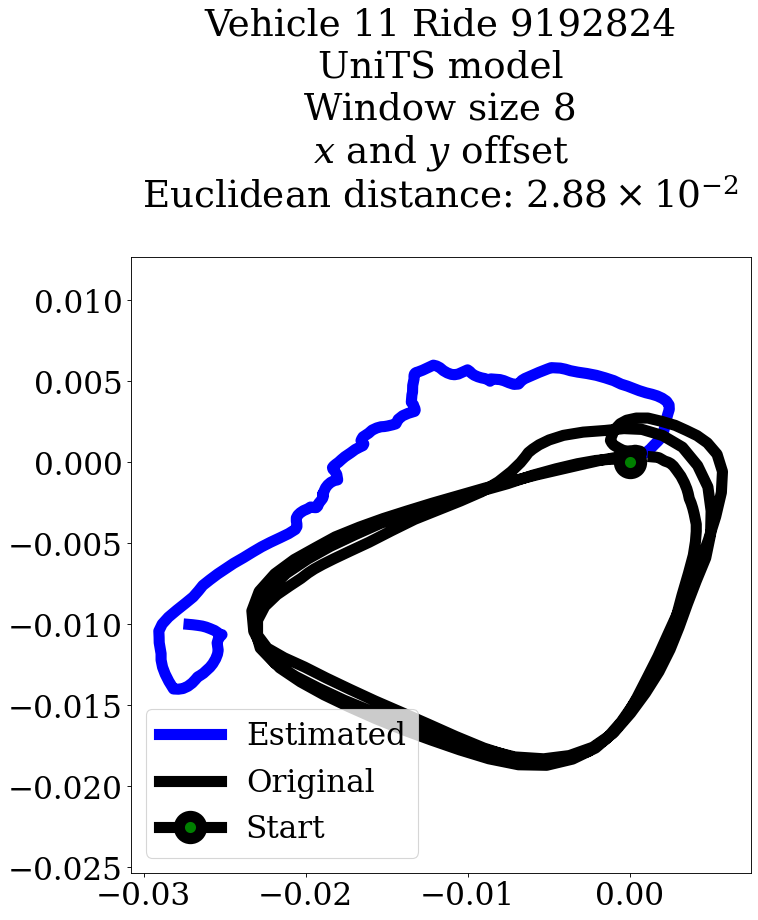 Vehicle 11 Ride 9192824
UniTS model
Window size 8
x and y offset
Euclidean distance: 2.88 × 10⁻²
0.010
0.005
0.000
−0.005
−0.010
−0.015
−0.020
−0.025
Estimated
Original
Start
−0.03 −0.02 −0.01 0.00